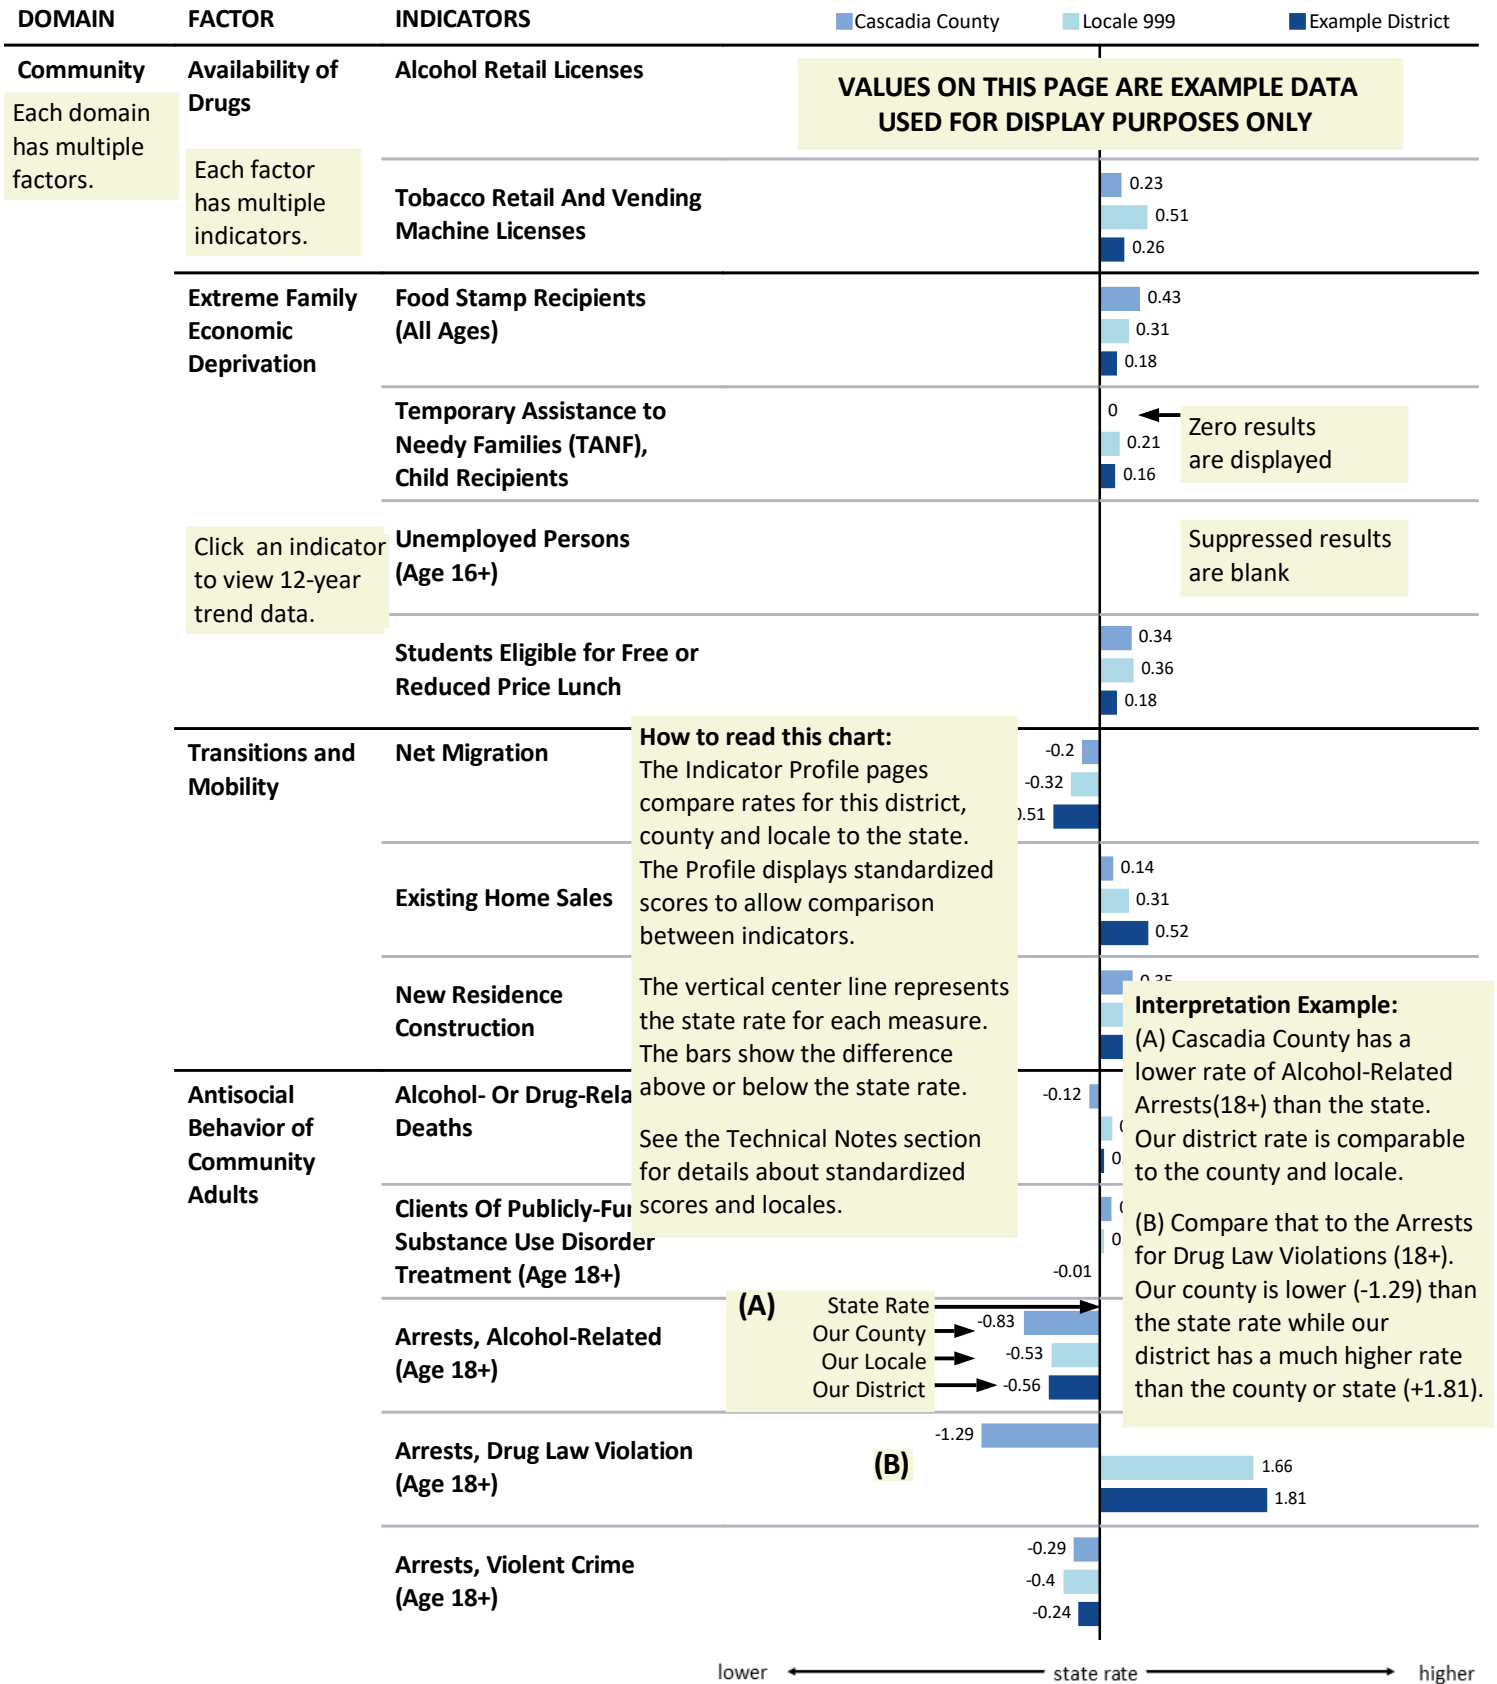 DOMAIN FACTOR INDICATORS Cascadia County Locale 999 Example District
Community
Each domain
has multiple
factors.
Availability of
Drugs
Each factor
has multiple
indicators.
Alcohol Retail Licenses
VALUES ON THIS PAGE ARE EXAMPLE DATA
USED FOR DISPLAY PURPOSES ONLY
Tobacco Retail And Vending
Machine Licenses
0.23
0.51
0.26
Extreme Family
Economic
Deprivation
Food Stamp Recipients
(All Ages)
0.43
0.31
0.18
Temporary Assistance to
Needy Families (TANF),
Child Recipients
0
0.21
0.16
Zero results
are displayed
Click an indicator
to view 12-year
trend data.
Unemployed Persons
(Age 16+)
Suppressed results
are blank
Students Eligible for Free or
Reduced Price Lunch
0.34
0.36
0.18
Transitions and
Mobility
Net Migration
-0.2
-0.32
.51
How to read this chart:
The Indicator Profile pages
compare rates for this district,
county and locale to the state.
The Profile displays standardized
scores to allow comparison
between indicators.
The vertical center line represents
the state rate for each measure.
The bars show the difference
above or below the state rate.
See the Technical Notes section
for details about standardized
scores and locales.
Existing Home Sales
0.14
0.31
0.52
New Residence
Construction
Interpretation Example:
(A) Cascadia County has a
lower rate of Alcohol-Related
Arrests(18+) than the state.
Our district rate is comparable
to the county and locale.
(B) Compare that to the Arrests
for Drug Law Violations (18+).
Our county is lower (-1.29) than
the state rate while our
district has a much higher rate
than the county or state (+1.81).
Antisocial
Behavior of
Community
Adults
Alcohol- Or Drug-Rela
Deaths
-0.12
0.
Clients Of Publicly-Fu
Substance Use Disorder
Treatment (Age 18+)
0.
-0.01
Arrests, Alcohol-Related
(Age 18+)
(A)
State Rate
Our County
Our Locale
Our District
-0.83
-0.53
-0.56
Arrests, Drug Law Violation
(Age 18+)
(B)
-1.29
1.66
1.81
Arrests, Violent Crime
(Age 18+)
-0.29
-0.4
-0.24
lower state rate higher